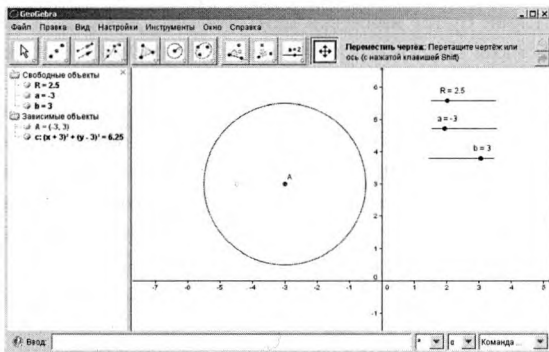 GeoGebra
Файл Правка Вид Настройки Инструменты Окно Справка
a=2
Переместить чертёж: Перетащите чертёж или
ось (с нажатой клавишей Shift)
Свободные объекты
R = 2.5
a = -3
b = 3
Зависимые объекты
A = (-3, 3)
c: (x + 3)² + (y - 3)² = 6.25
R = 2.5
a = -3
b = 3
A
6
5
4
3
2
1
0
-1
-7 -6 -5 -4 -3 -2 -1 0 1 2 3 4 5
Ввод:
° α Команда ...